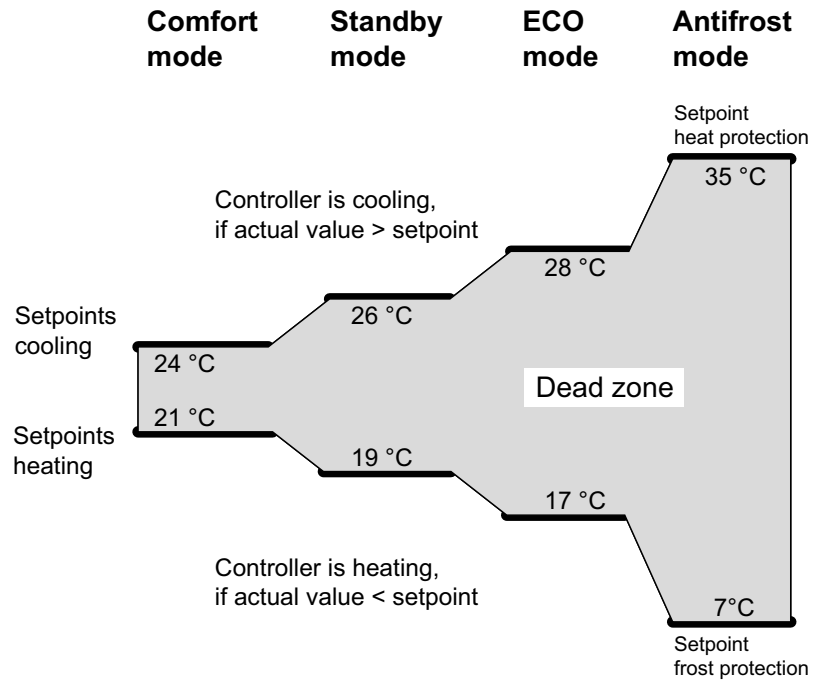 Comfort
mode
Standby
mode
ECO
mode
Antifrost
mode
Setpoint
heat protection
35 °C
Controller is cooling,
if actual value > setpoint
28 °C
26 °C
Setpoints
cooling
24 °C
Dead zone
21 °C
Setpoints
heating
19 °C
17 °C
Controller is heating,
if actual value < setpoint
7°C
Setpoint
frost protection